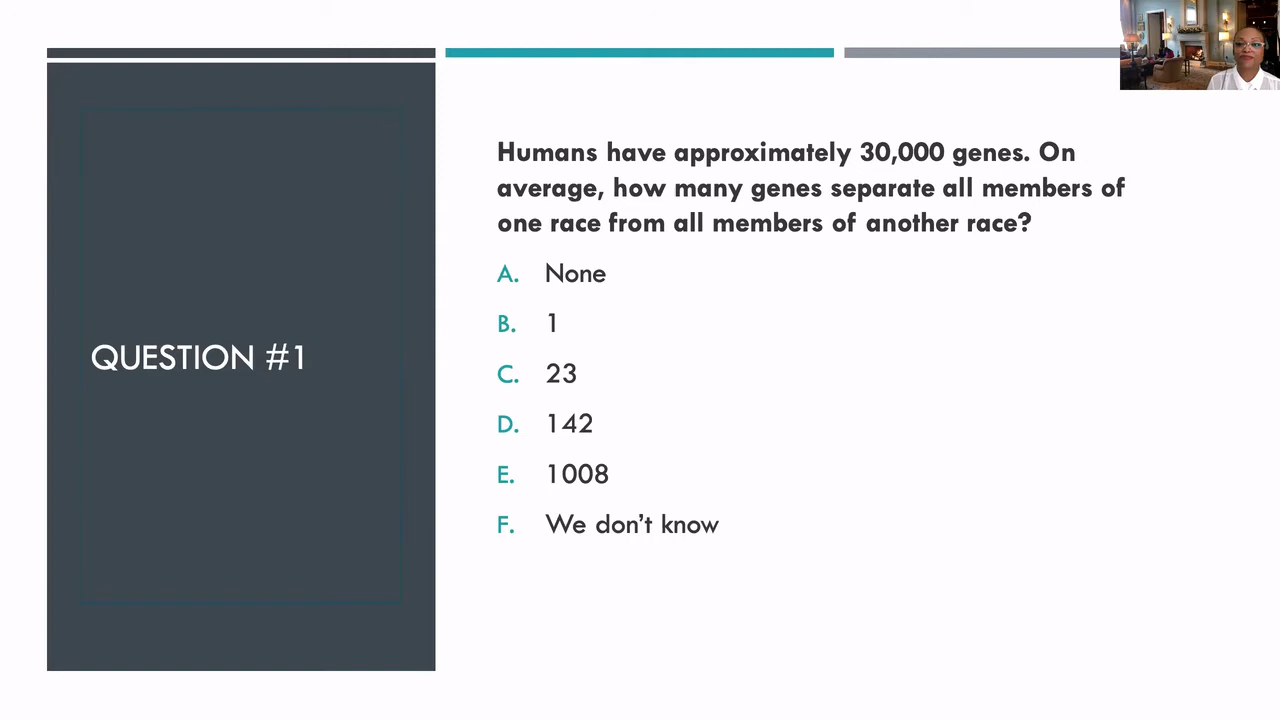 QUESTION #1
Humans have approximately 30,000 genes. On
average, how many genes separate all members of
one race from all members of another race?
A. None
B. 1
C. 23
D. 142
E. 1008
F. We don't know